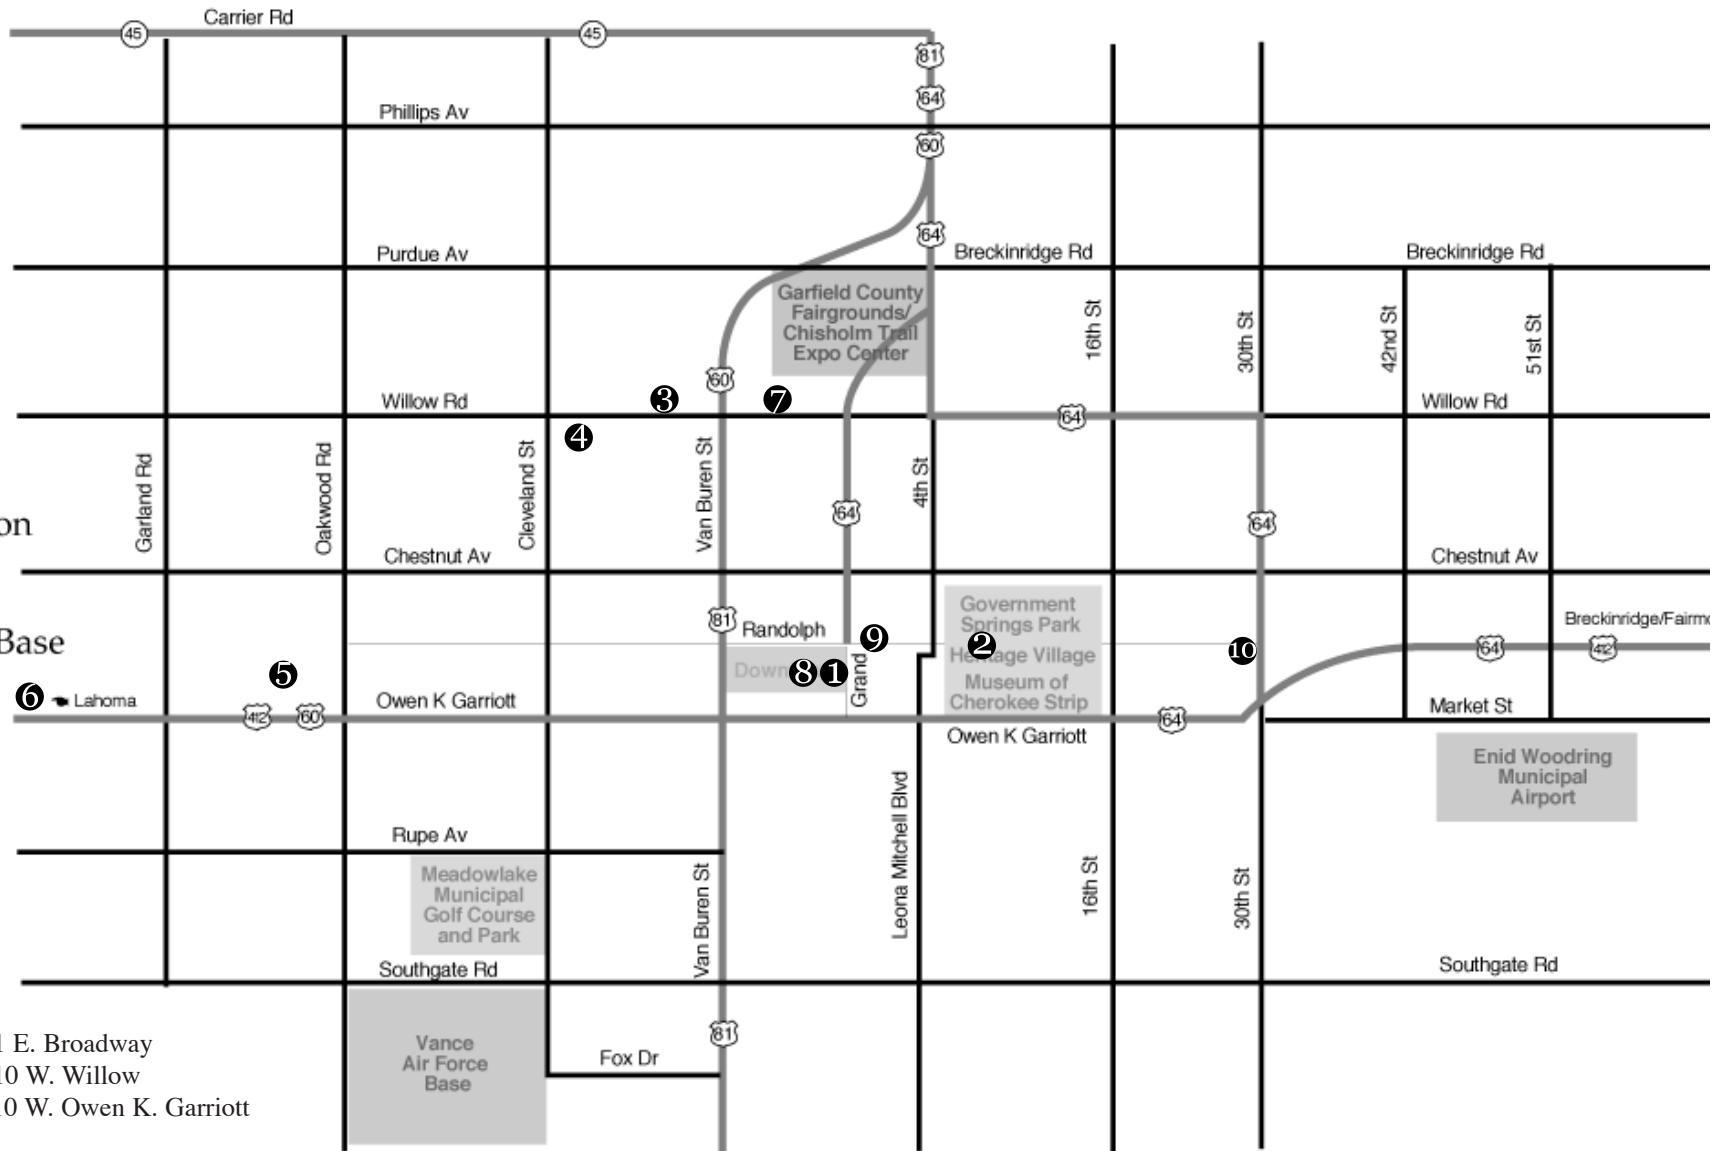 Carrier Rd
45
45
81
64
Phillips Av
60
64
Purdue Av
Breckinridge Rd
Breckinridge Rd
Garfield County
Fairgrounds/
Chisholm Trail
Expo Center
16th St
30th St
42nd St
51st St
60
3
7
Willow Rd
Willow Rd
64
4
Garland Rd
Oakwood Rd
Cleveland St
Van Buren St
4th St
64
64
on
Chestnut Av
Chestnut Av
Government
Springs Park
81
Randolph
9
2
10
Breckinridge/Fairmo
64
412
Base
Heritage Village
Down
8
1
Grand
5
6
Lahoma
Museum of
Cherokee Strip
Owen K Garriott
412
60
64
Market St
Owen K Garriott
Enid Woodring
Municipal
Airport
Leona Mitchell Blvd
Rupe Av
Meadowlake
Municipal
Golf Course
and Park
Van Buren St
16th St
30th St
Southgate Rd
Southgate Rd
81
Vance
Air Force
Base
Fox Dr
1 E. Broadway
10 W. Willow
10 W. Owen K. Garriott